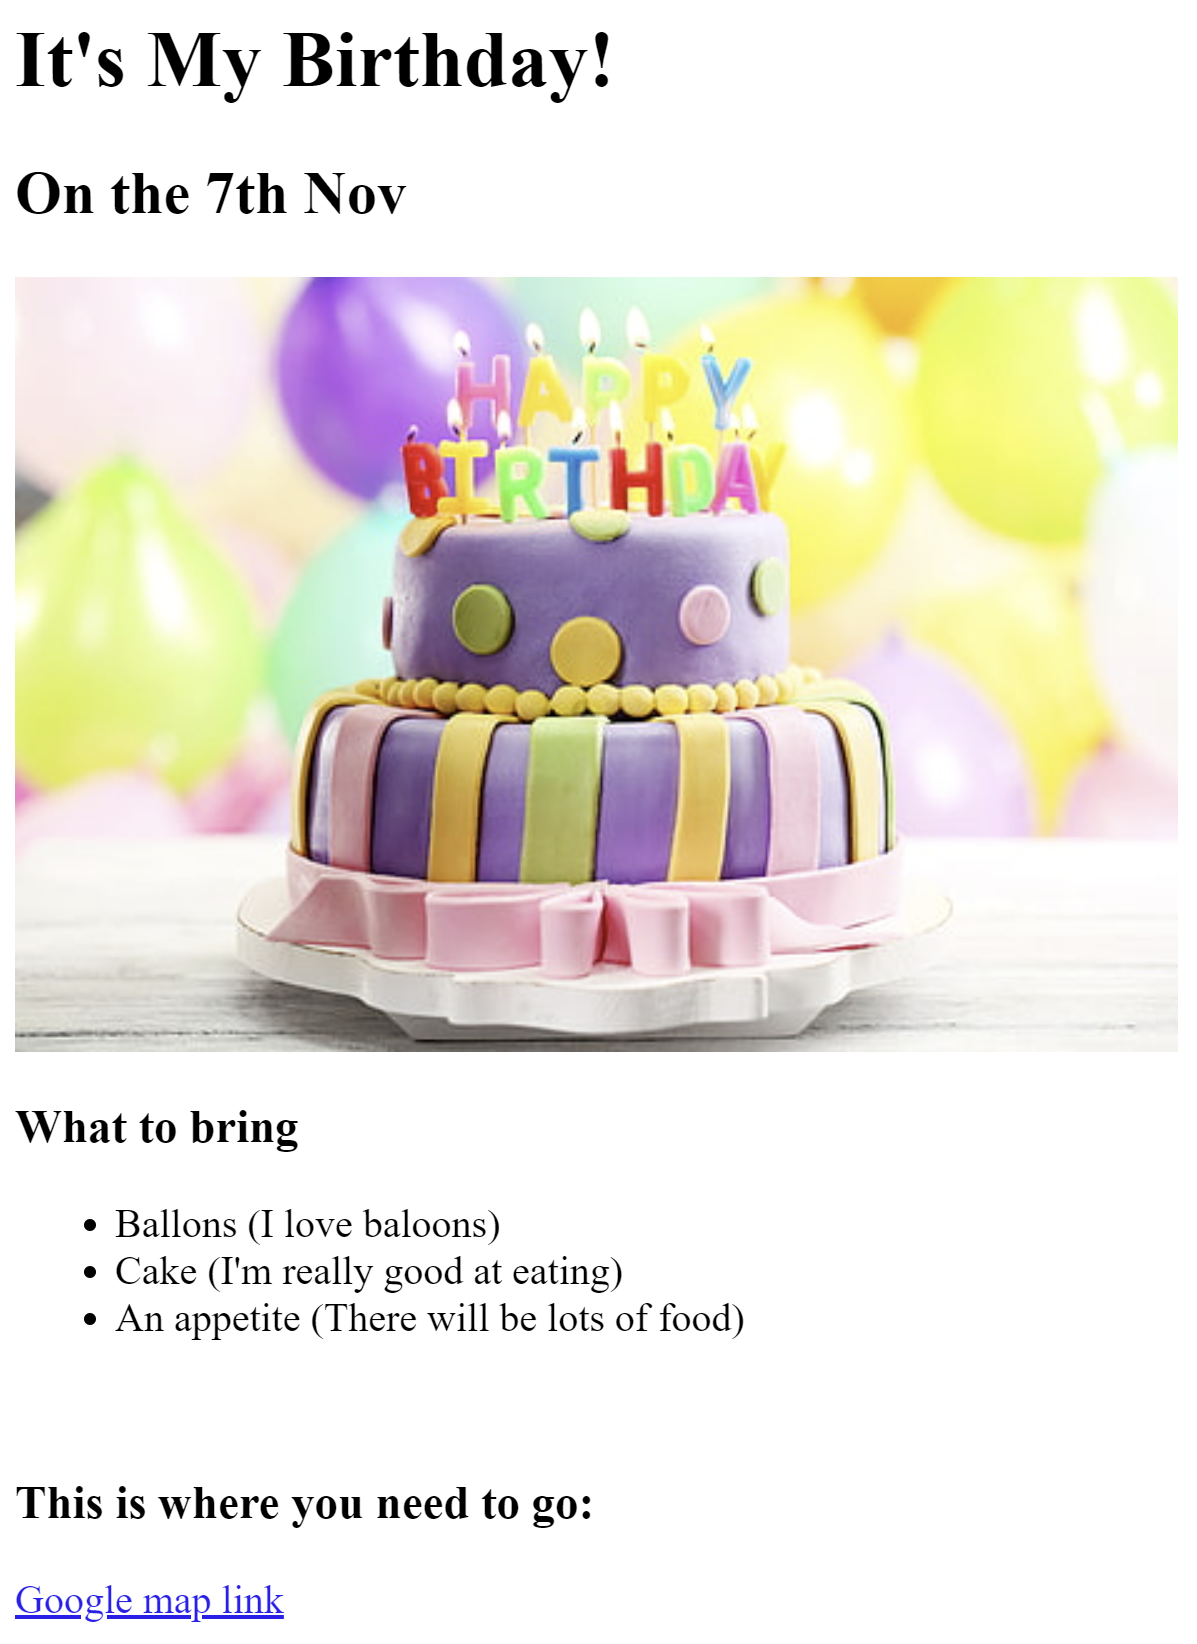 It's My Birthday!
On the 7th Nov
HAPPY
BIRTHDAY
What to bring
Ballons (I love baloons)
Cake (I'm really good at eating)
An appetite (There will be lots of food)
This is where you need to go:
Google map link